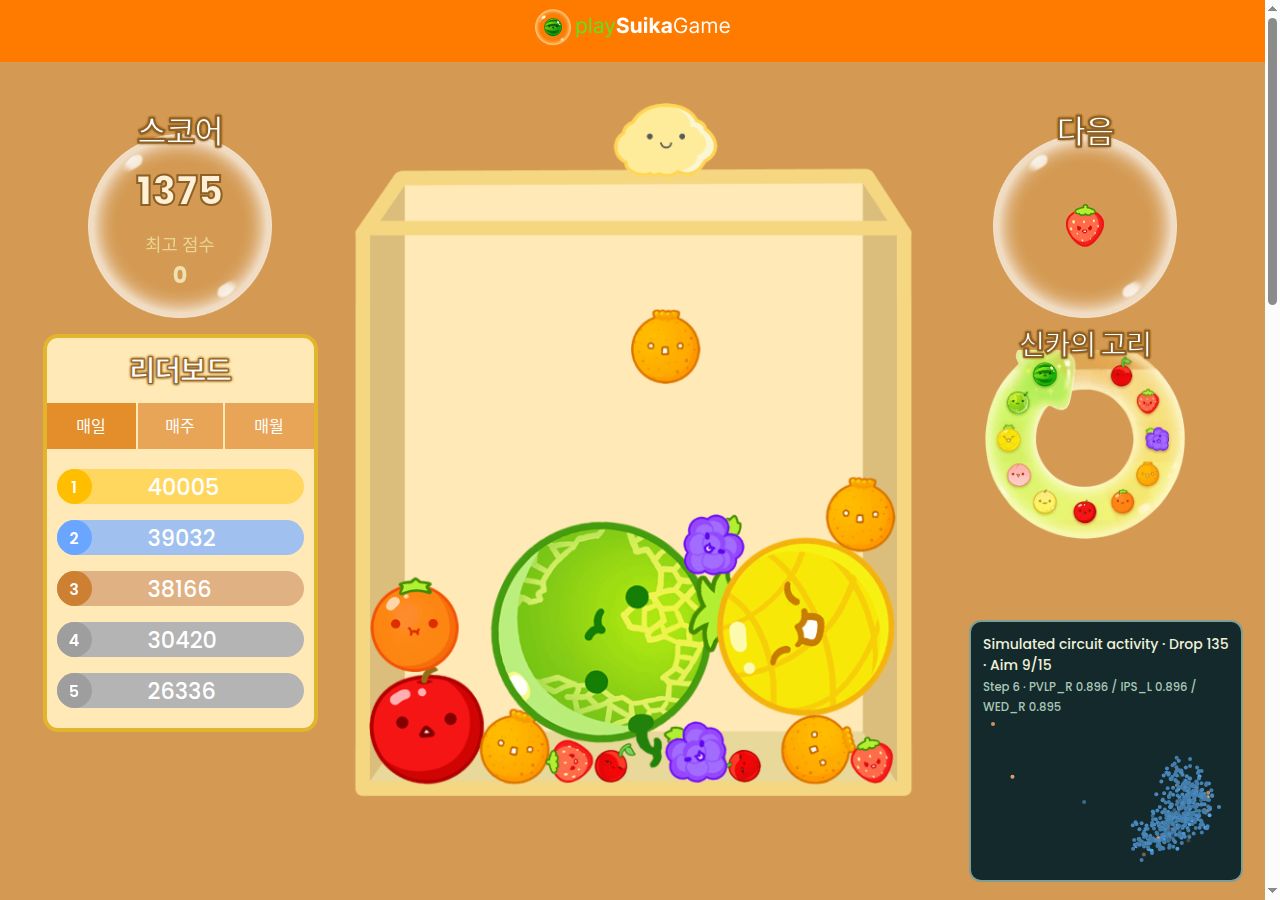 playSuikaGame
스코어
1375
최고 점수
0
다음
신카의 고리
리더보드
매일 매주 매월
1 40005
2 39032
3 38166
4 30420
5 26336
Simulated circuit activity · Drop 135
· Aim 9/15
Step 6 · PVLP_R 0.896 / IPS_L 0.896 /
WED_R 0.895